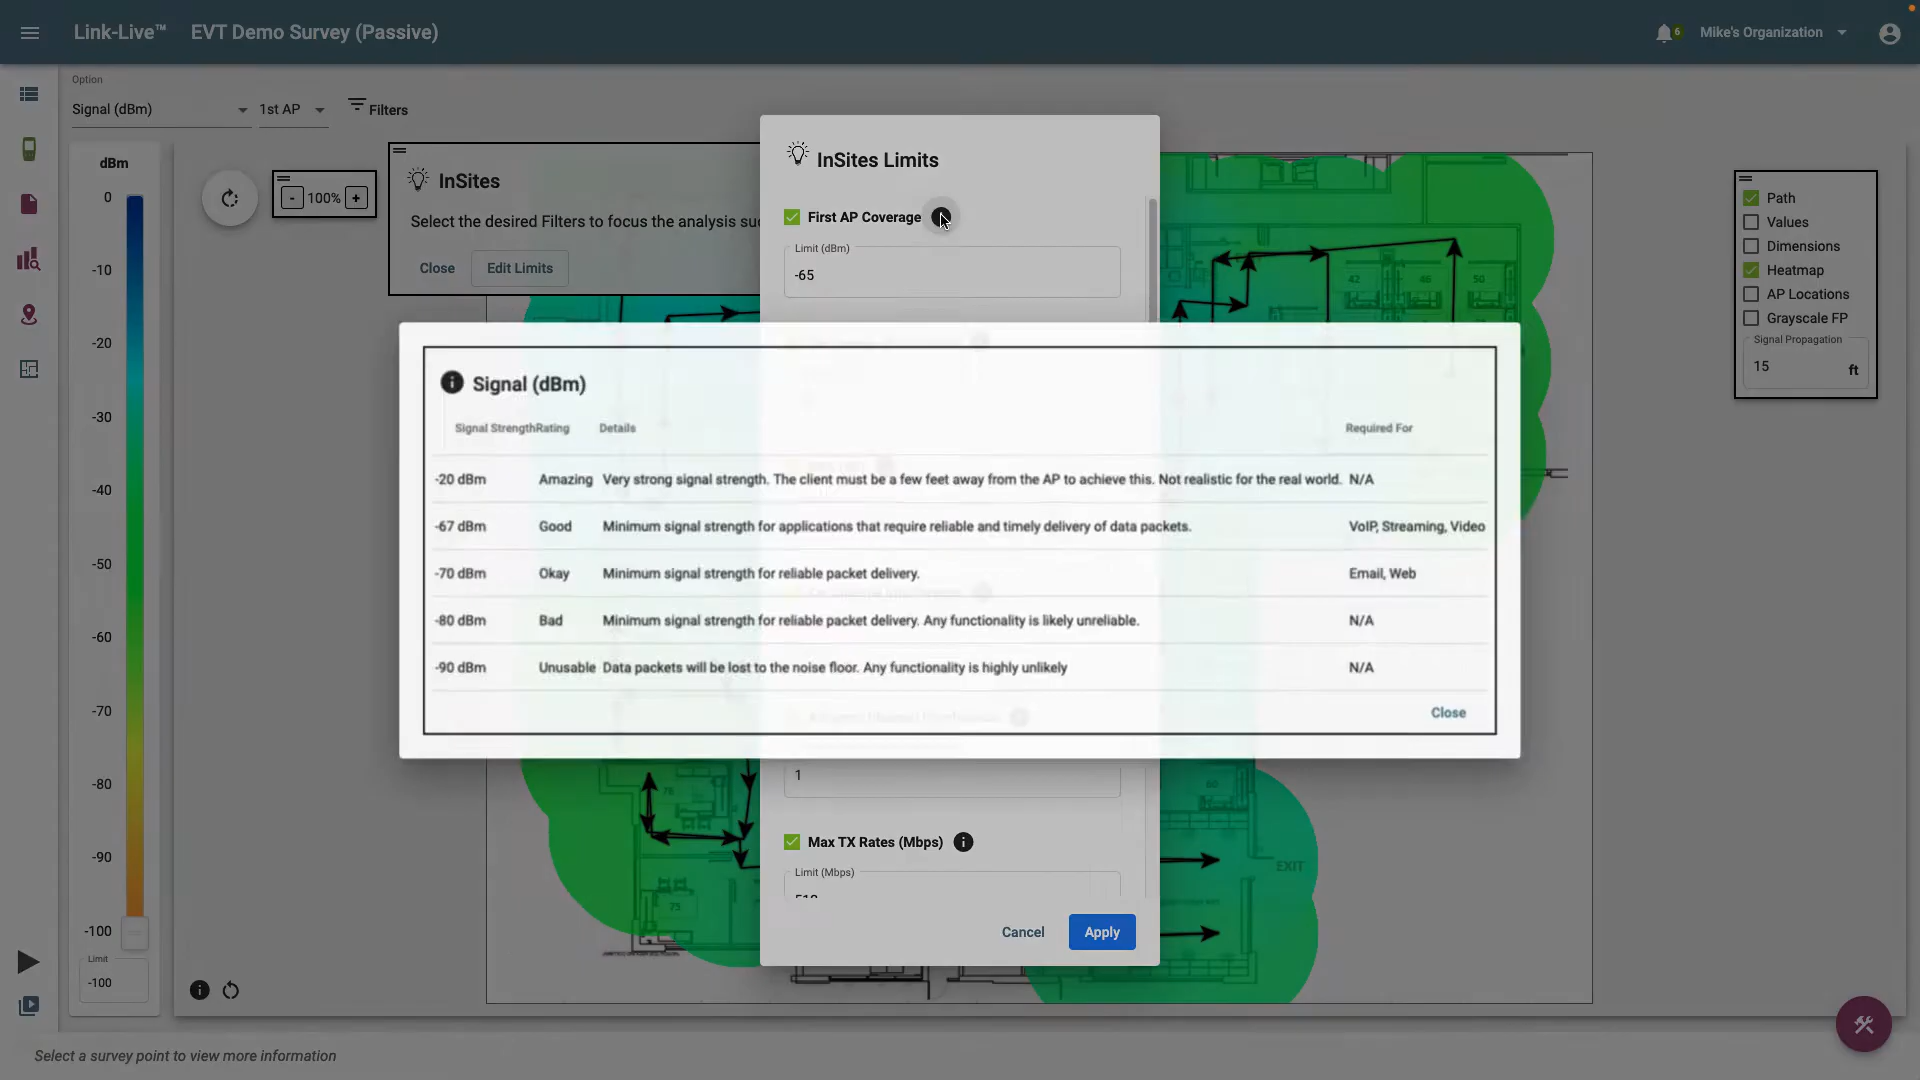 Link-Live™ EVT Demo Survey (Passive)
6 Mike's Organization
Option
Signal (dBm) 1st AP Filters
dBm
0
-10
-20
-30
-40
-50
-60
-70
-80
-90
-100
Limit
-100
- 100% +
InSites
Select the desired Filters to focus the analysis
Close Edit Limits
InSites Limits
First AP Coverage
Limit (dBm)
-65
Path
Values
Dimensions
Heatmap
AP Locations
Grayscale FP
Signal Propagation
15 ft
42 46 50
Signal (dBm)
Signal Strength Rating Details Required For
-20 dBm Amazing Very strong signal strength. The client must be a few feet away from the AP to achieve this. Not realistic for the real world. N/A
-67 dBm Good Minimum signal strength for applications that require reliable and timely delivery of data packets. VoIP, Streaming, Video
-70 dBm Okay Minimum signal strength for reliable packet delivery. Email, Web
-80 dBm Bad Minimum signal strength for reliable packet delivery. Any functionality is likely unreliable. N/A
-90 dBm Unusable Data packets will be lost to the noise floor. Any functionality is highly unlikely N/A
Close
1
Max TX Rates (Mbps)
Limit (Mbps)
Cancel Apply
78
75
60
EXIT
Select a survey point to view more information